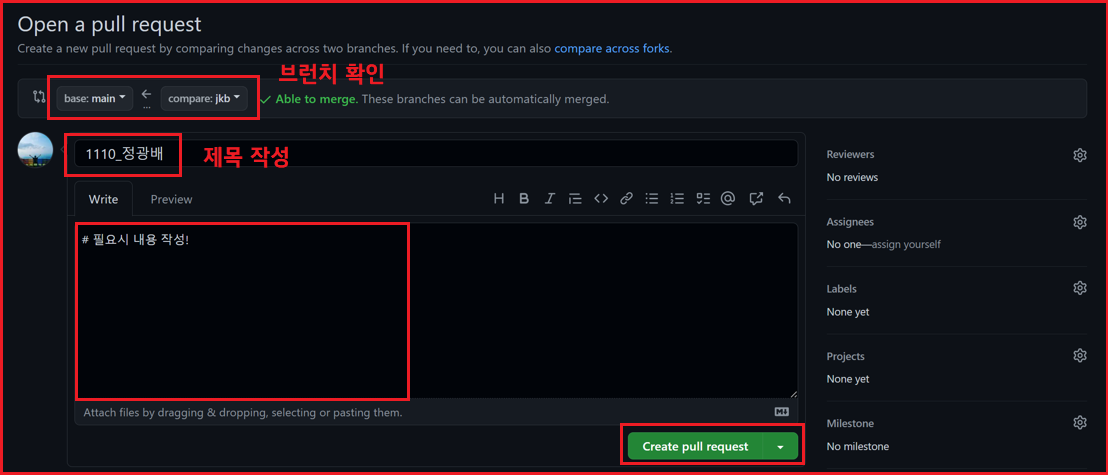 Open a pull request
Create a new pull request by comparing changes across two branches. If you need to, you can also compare across forks.
브런치 확인
base: main ← ... compare: jkb ✓ Able to merge. These branches can be automatically merged.
1110_정광배
제목 작성
Write Preview
# 필요시 내용 작성!
Attach files by dragging & dropping, selecting or pasting them.
Create pull request
Reviewers
No reviews
Assignees
No one—assign yourself
Labels
None yet
Projects
None yet
Milestone
No milestone